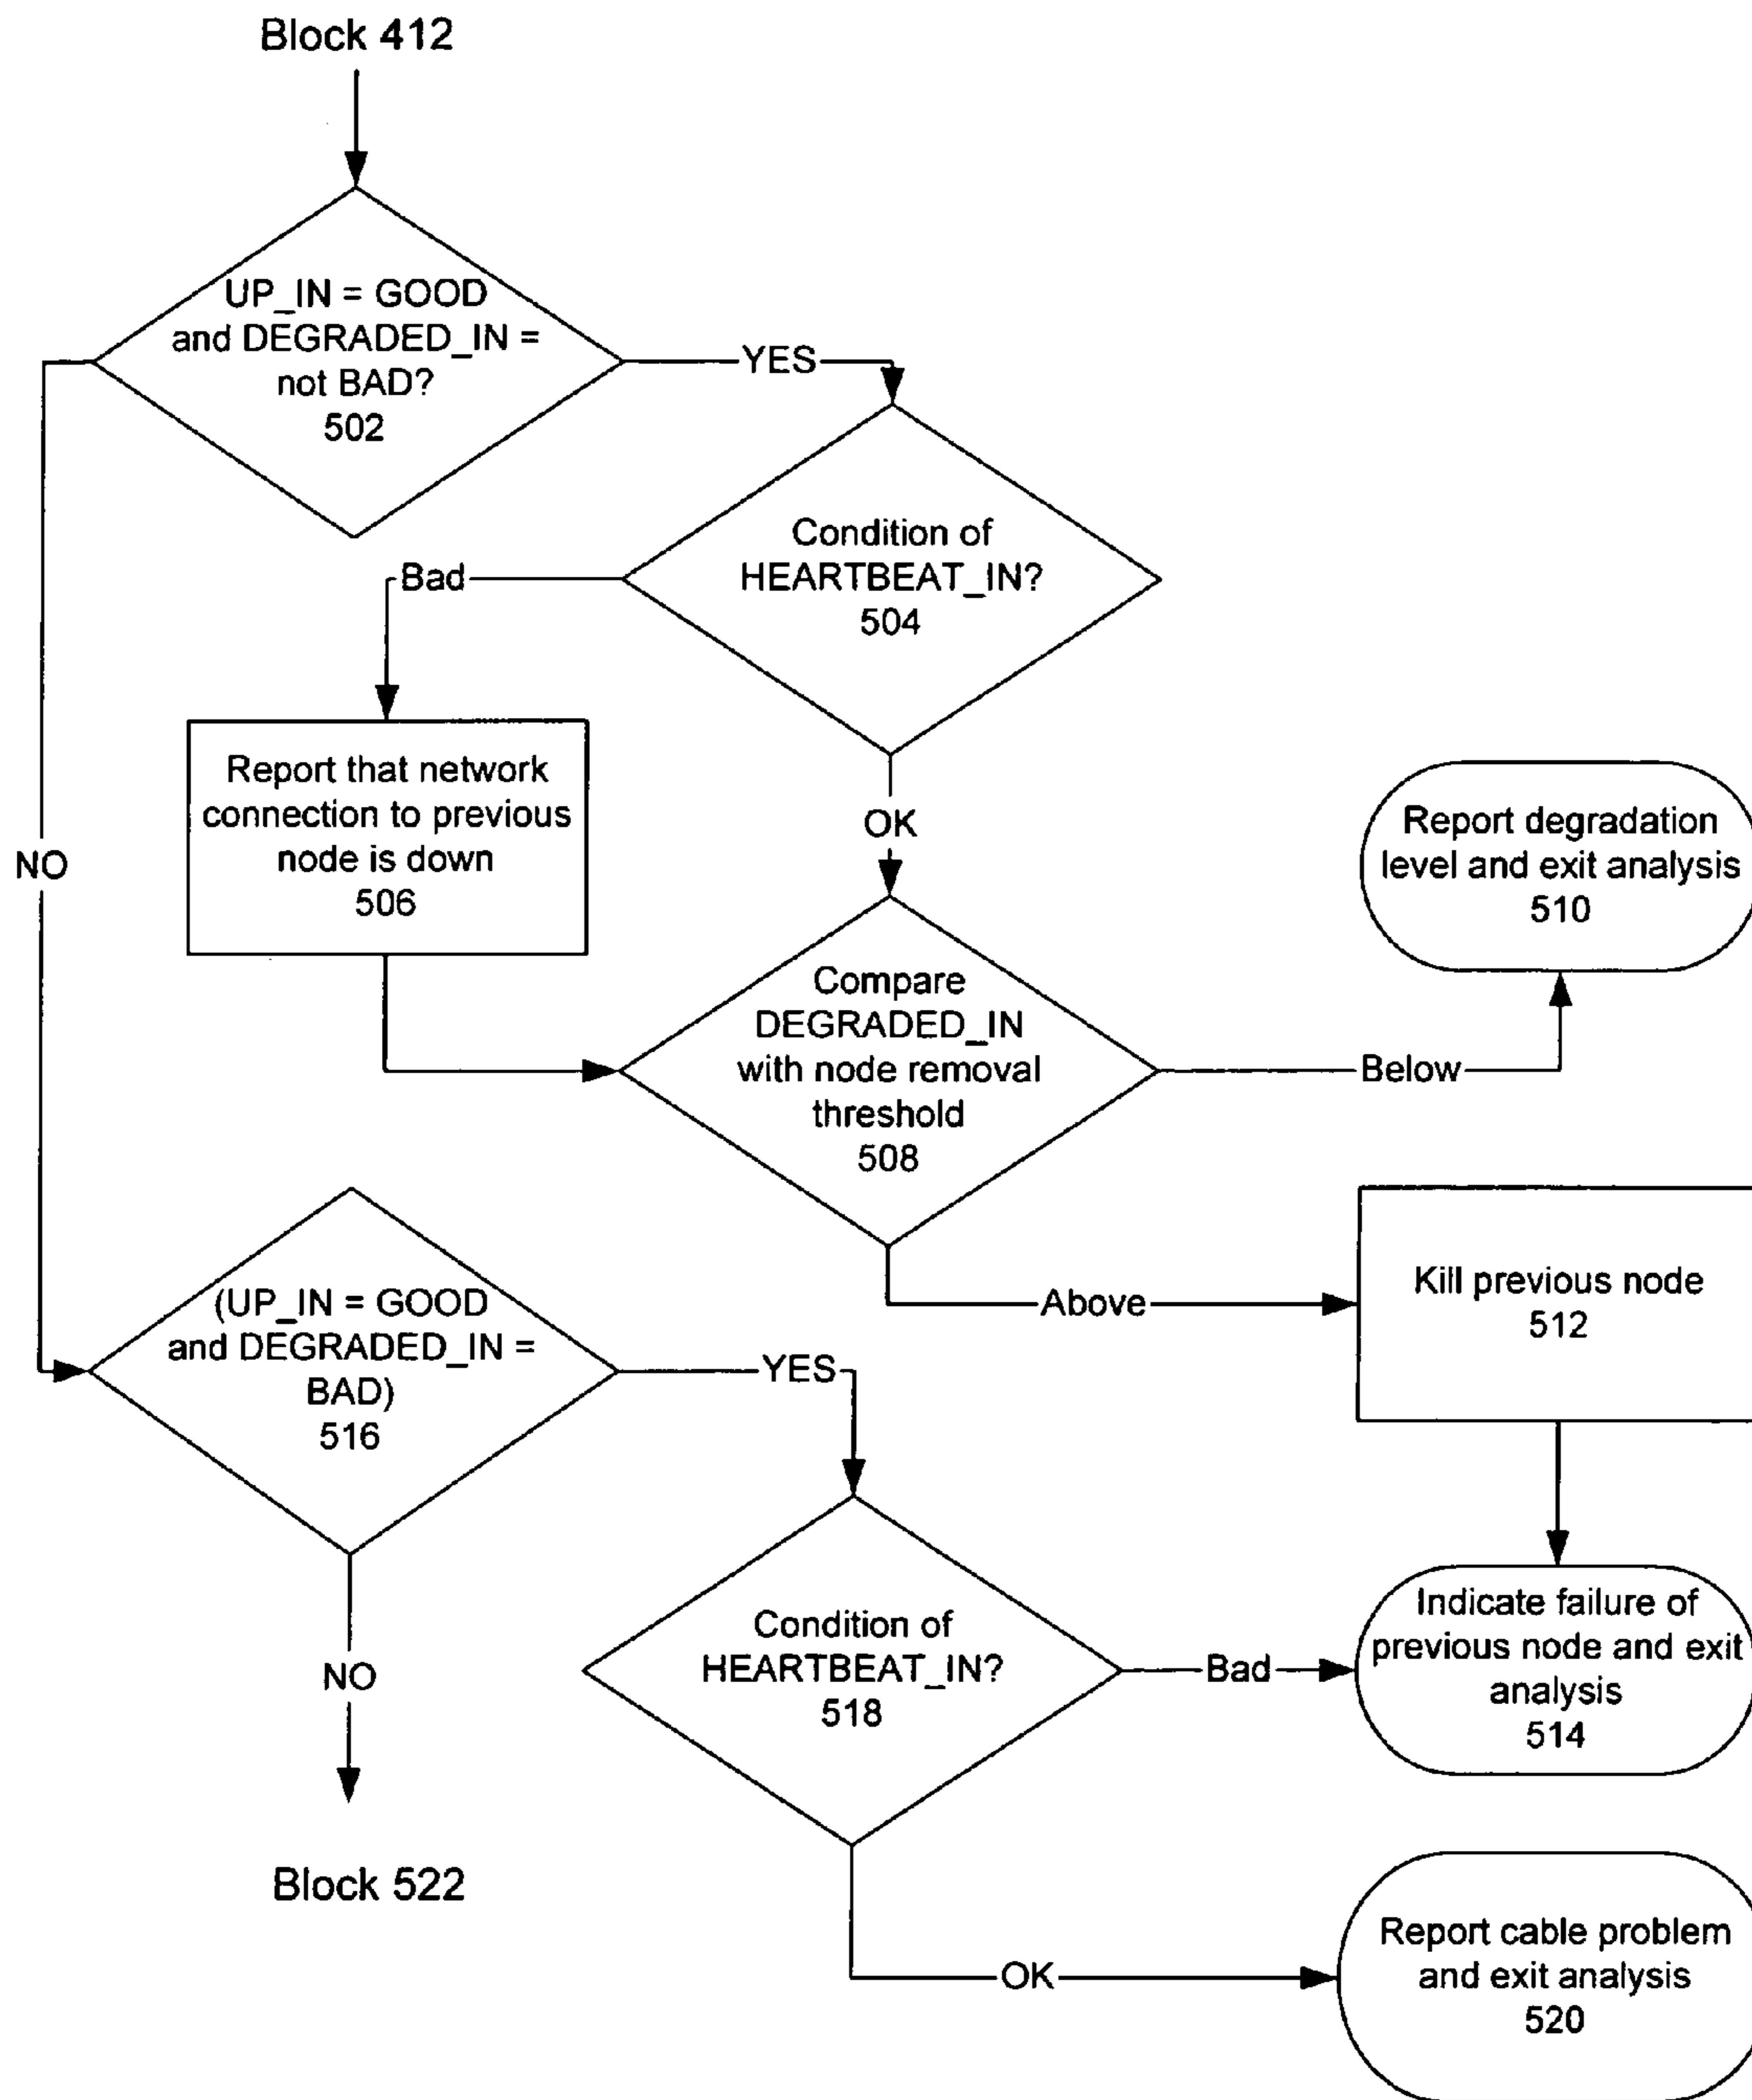 Block 412
UP_IN = GOOD
and DEGRADED_IN =
not BAD?
502
YES
Condition of
HEARTBEAT_IN?
504
Bad
Report that network
connection to previous
node is down
506
OK
NO
Report degradation
level and exit analysis
510
Compare
DEGRADED_IN
with node removal
threshold
508
Below
Above
Kill previous node
512
(UP_IN = GOOD
and DEGRADED_IN =
BAD)
516
YES
NO
Block 522
Condition of
HEARTBEAT_IN?
518
Bad
Indicate failure of
previous node and exit
analysis
514
OK
Report cable problem
and exit analysis
520